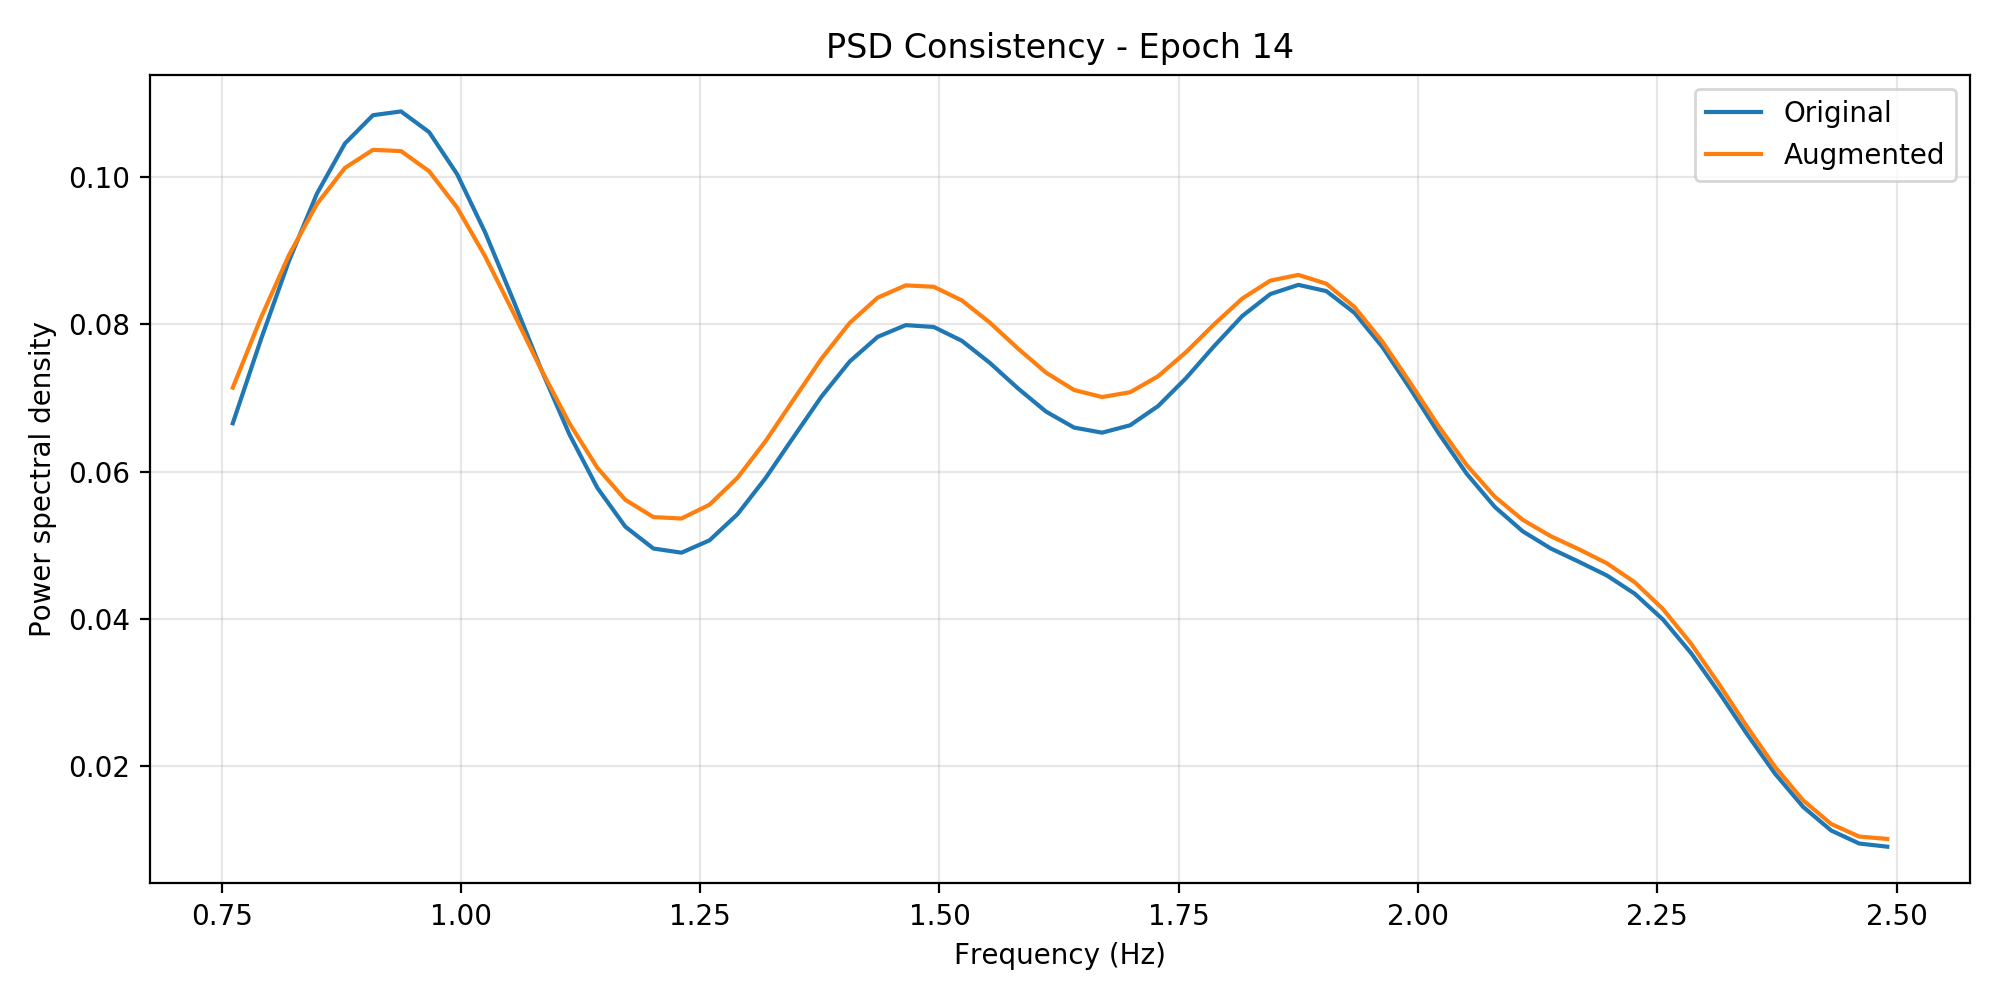 PSD Consistency - Epoch 14
Original
Augmented
Power spectral density
0.10
0.08
0.06
0.04
0.02
0.75
1.00
1.25
1.50
1.75
2.00
2.25
2.50
Frequency (Hz)